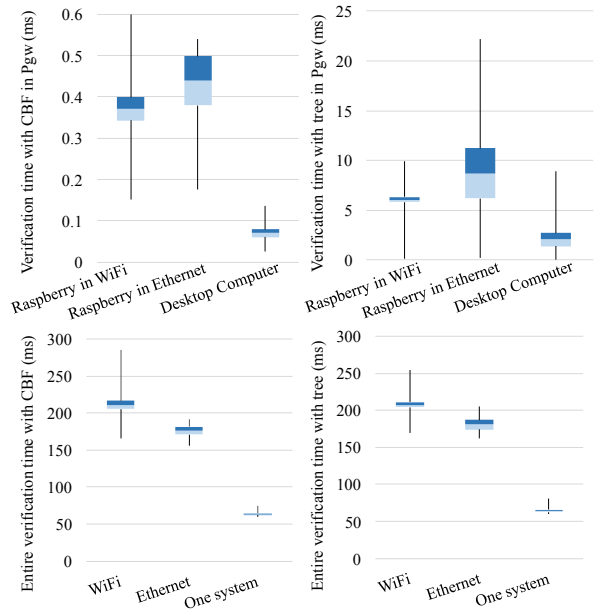 Verification time with CBF in Pgw (ms)
0.6
0.5
0.4
0.3
0.2
0.1
0
Raspberry in WiFi
Raspberry in Ethernet
Desktop Computer
Verification time with tree in Pgw (ms)
25
20
15
10
5
0
Raspberry in WiFi
Raspberry in Ethernet
Desktop Computer
Entire verification time with CBF (ms)
300
250
200
150
100
50
0
WiFi
Ethernet
One system
Entire verification time with tree (ms)
300
250
200
150
100
50
0
WiFi
Ethernet
One system